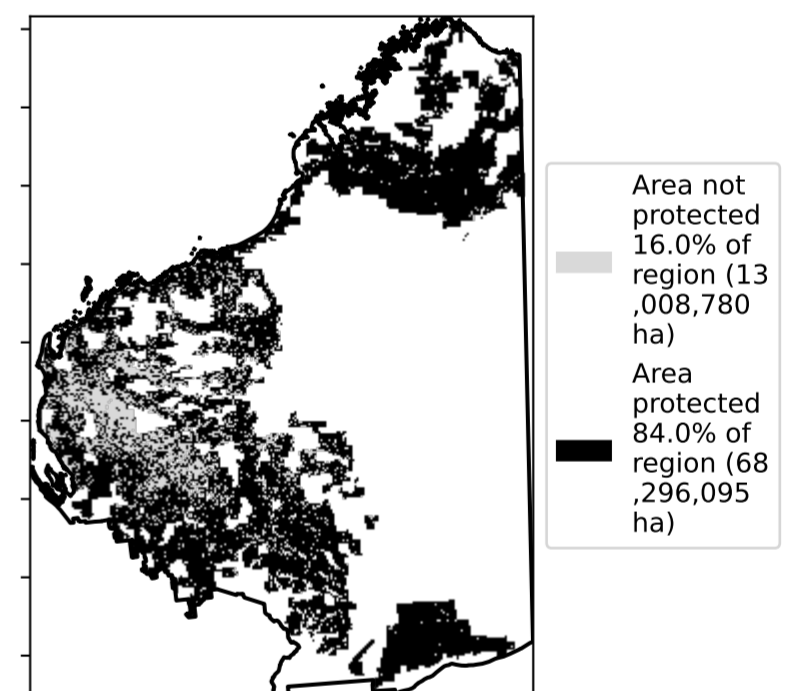 Area not
protected
16.0% of
region (13
,008,780
ha)
Area
protected
84.0% of
region (68
,296,095
ha)